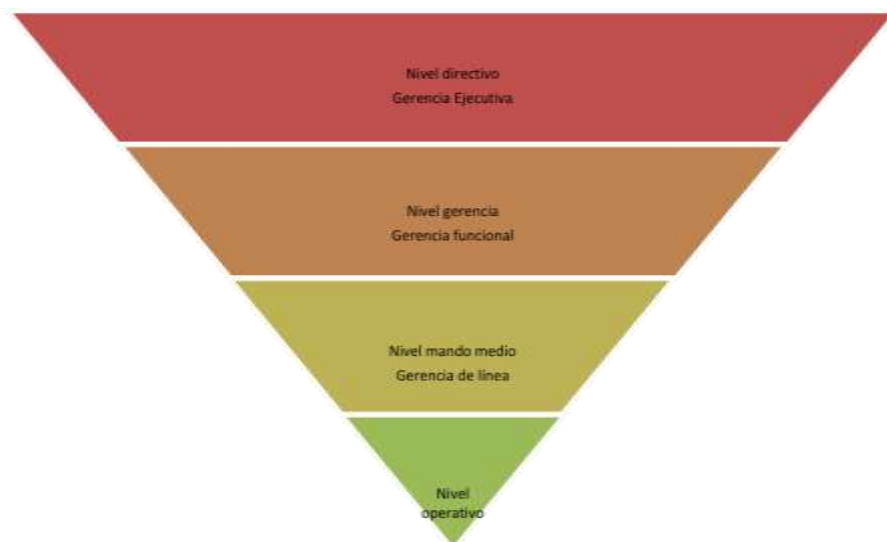 Nivel directivo
Gerencia Ejecutiva
Nivel gerencia
Gerencia funcional
Nivel mando medio
Gerencia de línea
Nivel
operativo